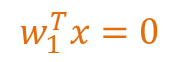 $w_1^T x = 0$